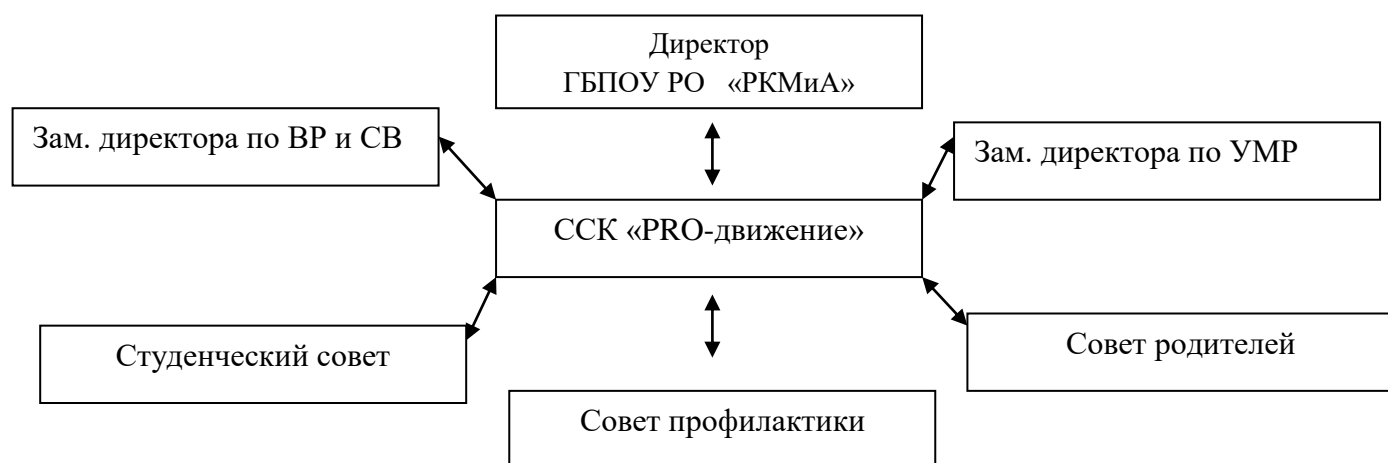 Директор
ГБПОУ РО «РКМиА»
Зам. директора по ВР и СВ
Зам. директора по УМР
ССК «PRO-движение»
Студенческий совет
Совет родителей
Совет профилактики